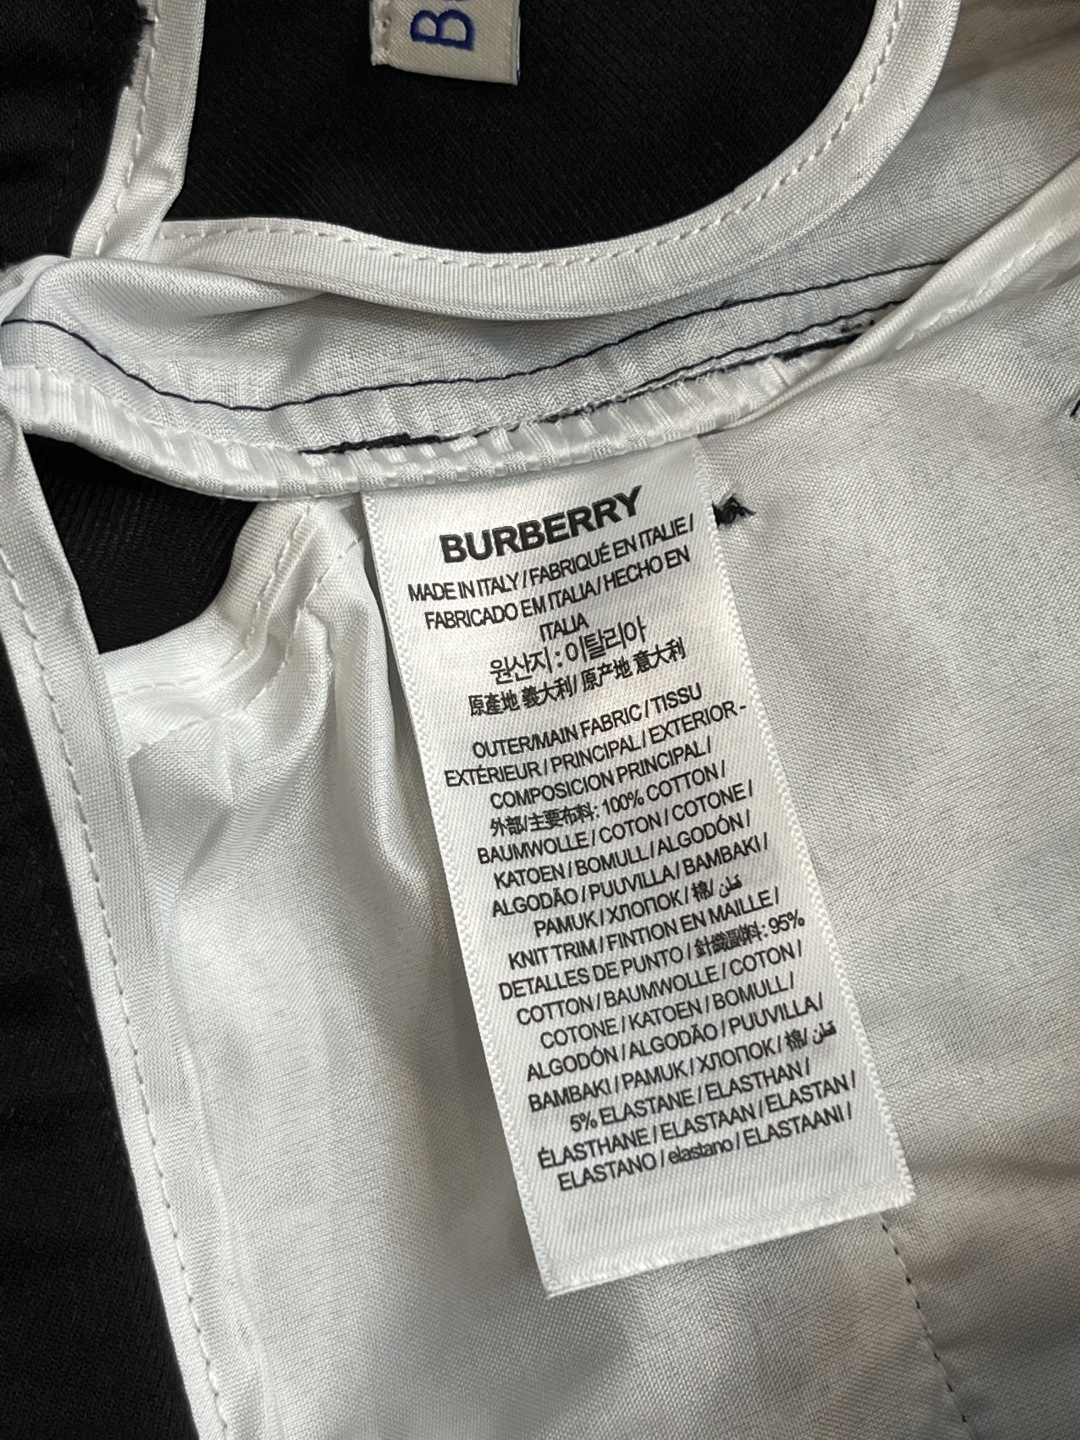 BURBERRY
MADE IN ITALY / FABRIQUÉ EN ITALIE /
FABRICADO EM ITALIA / HECHO EN
ITALIA
원산지 : 이탈리아
原產地 義大利/ 原产地 意大利
OUTER/MAIN FABRIC / TISSU
EXTÉRIEUR / PRINCIPAL / EXTERIOR -
COMPOSICION PRINCIPAL /
外部/主要布料: 100% COTTON /
BAUMWOLLE / COTON / COTONE /
KATOEN / BOMULL / ALGODÓN /
ALGODÃO / PUUVILLA / BAMBAKI /
PAMUK / ХЛОПОК / 棉/ قطن /
KNIT TRIM / FINTION EN MAILLE /
DETALLES DE PUNTO / 針織副料: 95%
COTTON / BAUMWOLLE / COTON /
COTONE / KATOEN / BOMULL /
ALGODÓN / ALGODÃO / PUUVILLA /
BAMBAKI / PAMUK / ХЛОПОК / 棉/ قطن
5% ELASTANE / ELASTHAN /
ÉLASTHANE / ELASTAAN / ELASTAN /
ELASTANO / elastano / ELASTAANI /